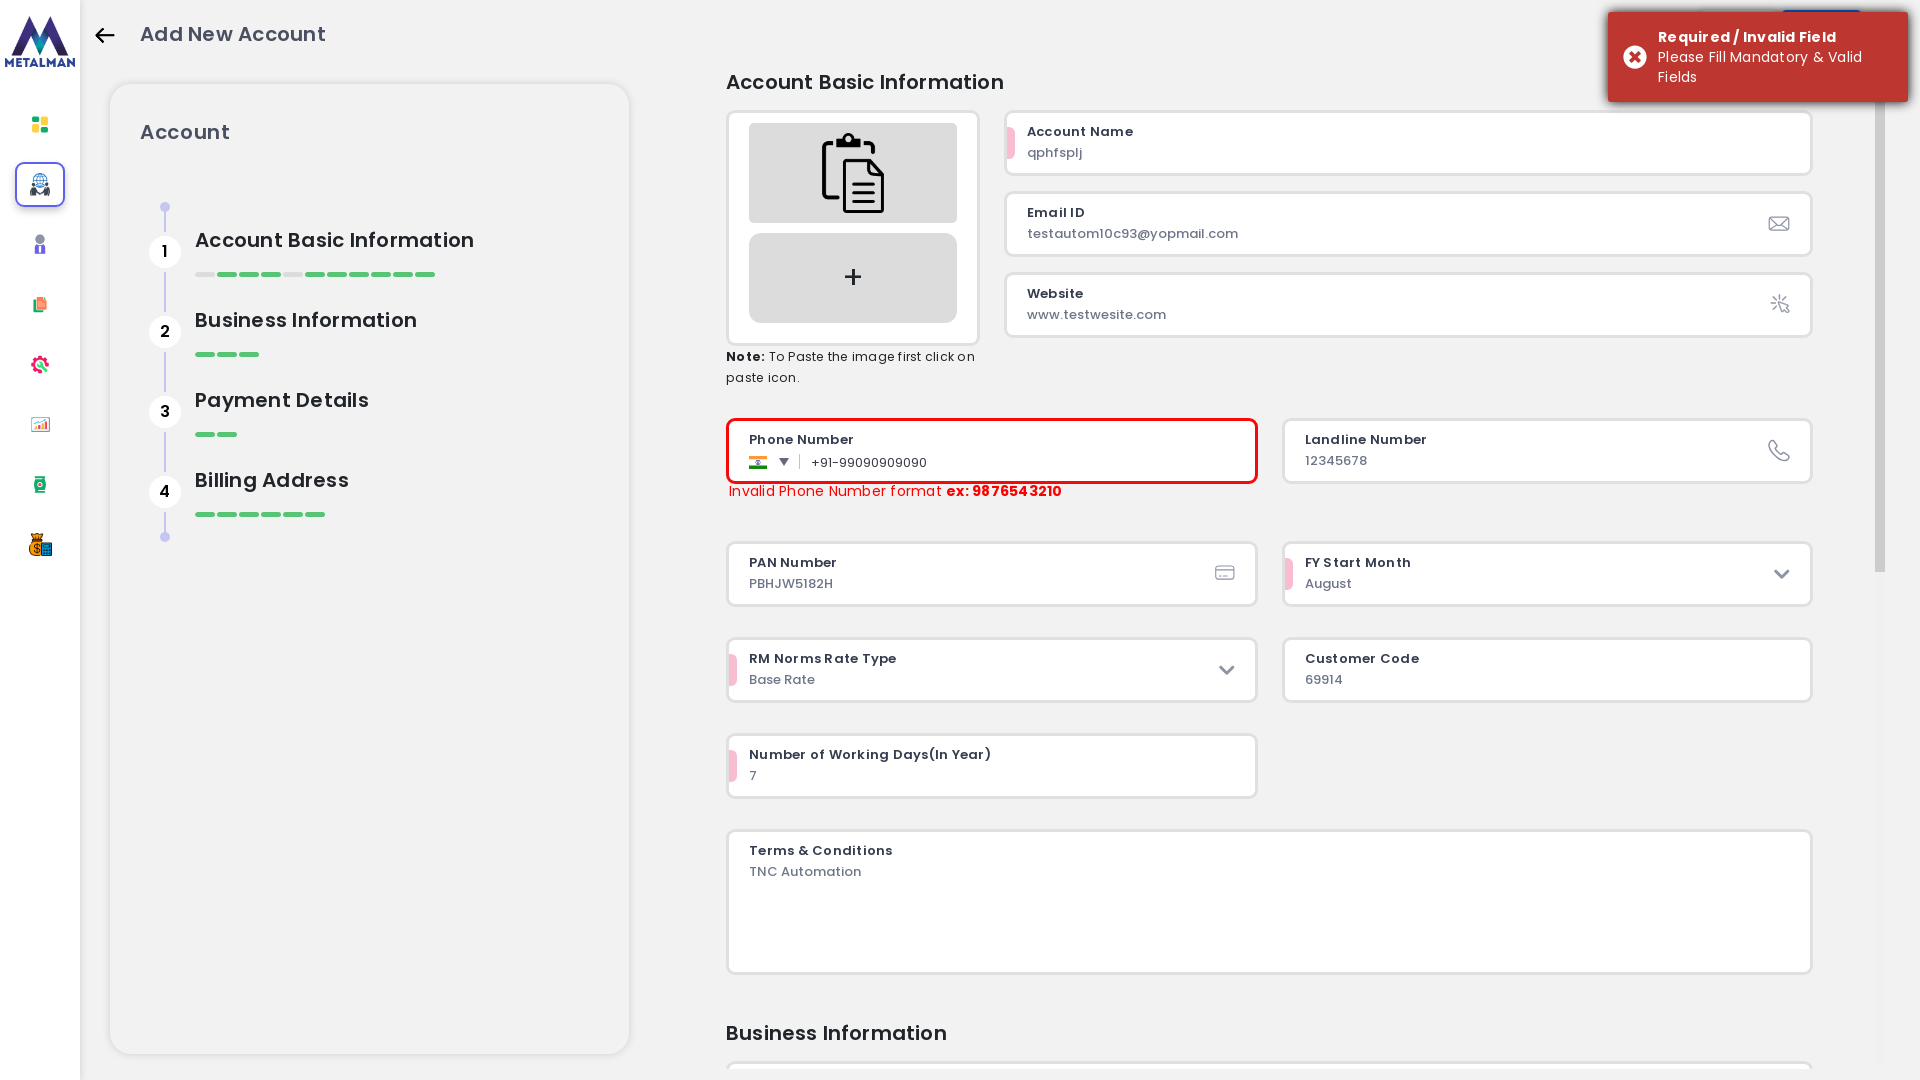 METALMAN
Add New Account
Required / Invalid Field
Please Fill Mandatory & Valid
Fields
Account
1
Account Basic Information
2
Business Information
3
Payment Details
4
Billing Address
Account Basic Information
+
Note: To Paste the image first click on
paste icon.
Account Name
qphfsplj
Email ID
testautom10c93@yopmail.com
Website
www.testwesite.com
Phone Number
+91-99090909090
Invalid Phone Number format ex: 9876543210
Landline Number
12345678
PAN Number
PBHJW5182H
FY Start Month
August
RM Norms Rate Type
Base Rate
Customer Code
69914
Number of Working Days(In Year)
7
Terms & Conditions
TNC Automation
Business Information